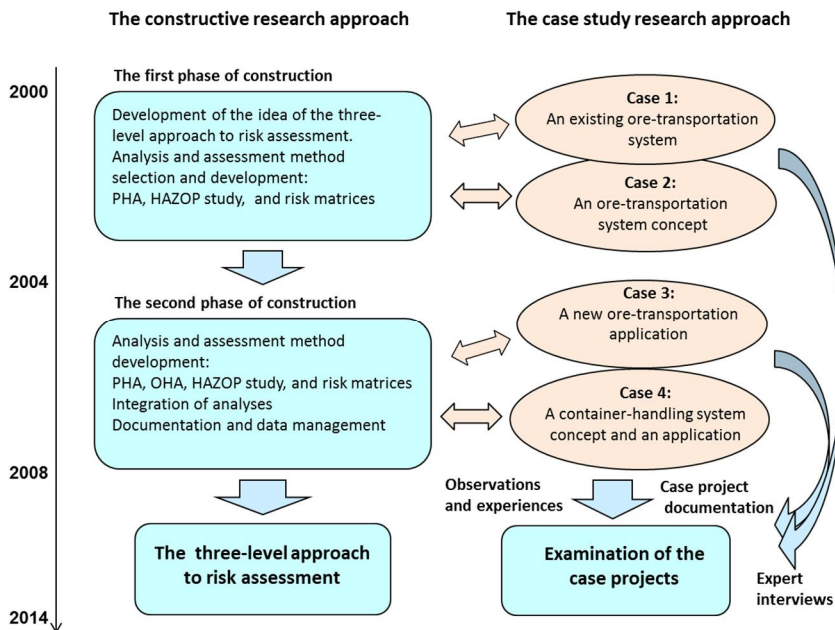 The constructive research approach
The case study research approach
2000
The first phase of construction
Development of the idea of the three-
level approach to risk assessment.
Analysis and assessment method
selection and development:
PHA, HAZOP study, and risk matrices
Case 1:
An existing ore-transportation
system
Case 2:
An ore-transportation
system concept
2004
The second phase of construction
Analysis and assessment method
development:
PHA, OHA, HAZOP study, and risk matrices
Integration of analyses
Documentation and data management
Case 3:
A new ore-transportation
application
Case 4:
A container-handling system
concept and an application
2008
Observations
and experiences
Case project
documentation
The three-level approach
to risk assessment
Examination of the
case projects
Expert
interviews
2014